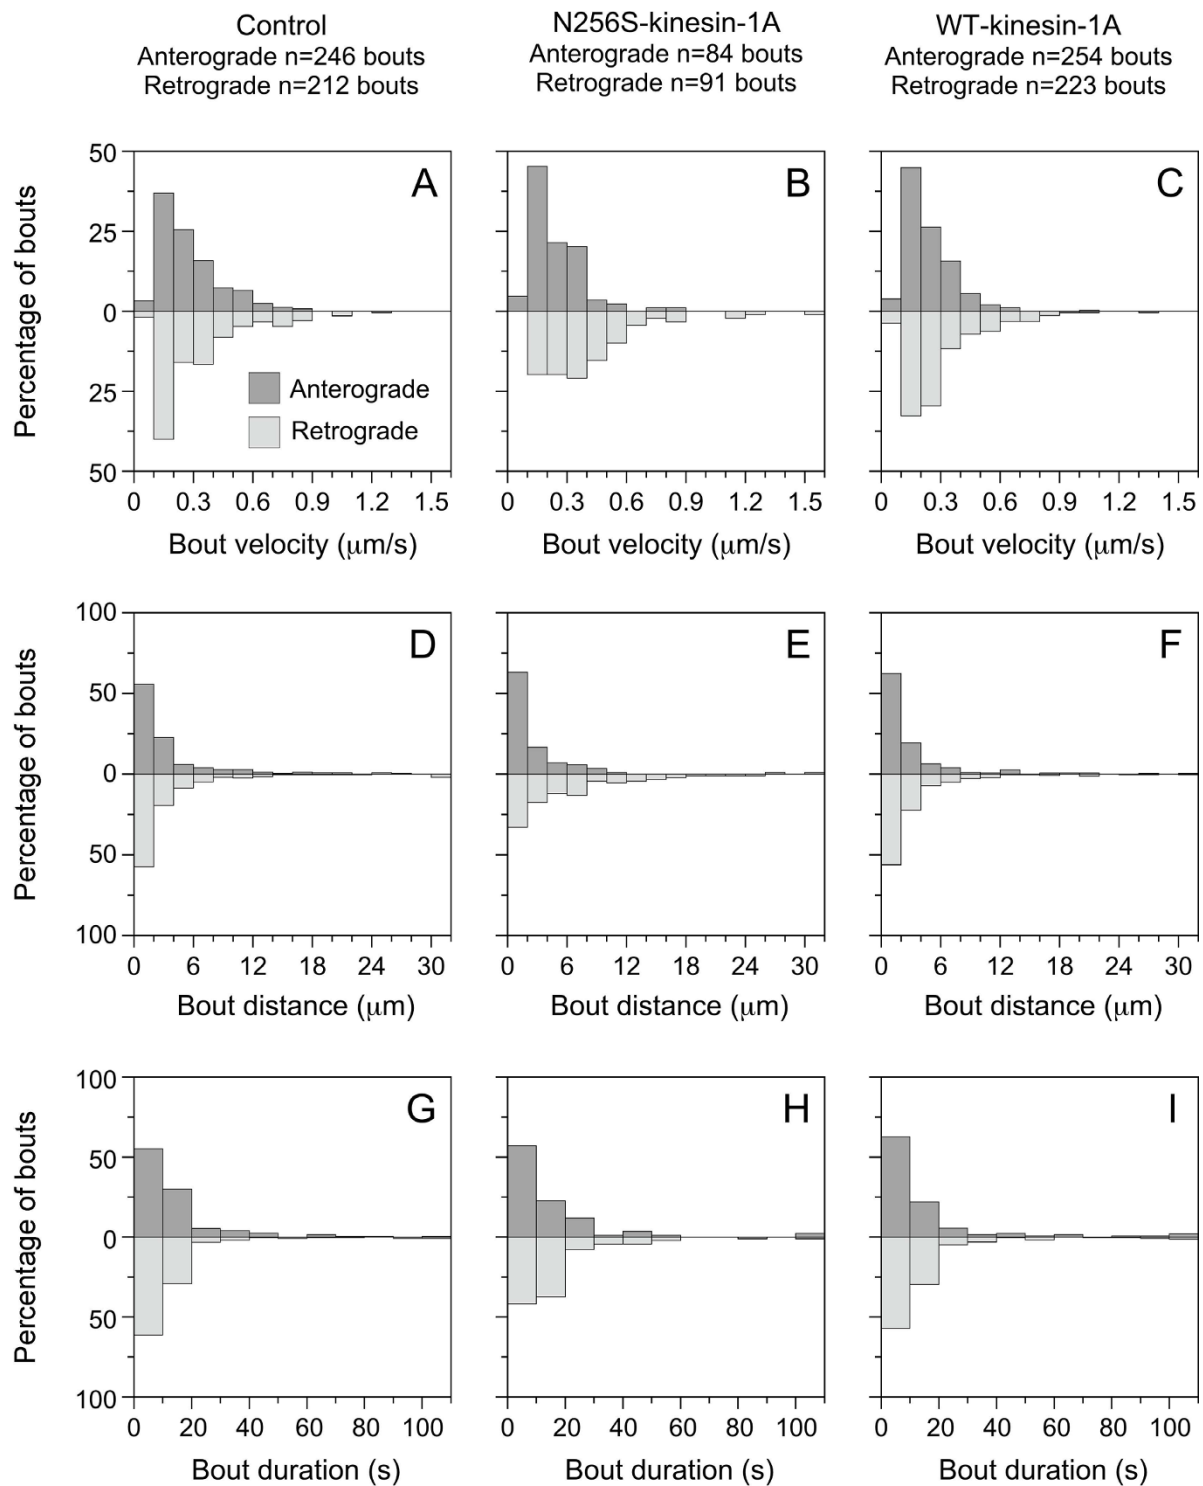 Control
Anterograde n=246 bouts
Retrograde n=212 bouts
N256S-kinesin-1A
Anterograde n=84 bouts
Retrograde n=91 bouts
WT-kinesin-1A
Anterograde n=254 bouts
Retrograde n=223 bouts
Percentage of bouts
50
25
0
25
50
A
Anterograde
Retrograde
0 0.3 0.6 0.9 1.2 1.5
Bout velocity (μm/s)
B
0 0.3 0.6 0.9 1.2 1.5
Bout velocity (μm/s)
C
0 0.3 0.6 0.9 1.2 1.5
Bout velocity (μm/s)
Percentage of bouts
100
50
0
50
100
D
0 6 12 18 24 30
Bout distance (μm)
E
0 6 12 18 24 30
Bout distance (μm)
F
0 6 12 18 24 30
Bout distance (μm)
Percentage of bouts
100
50
0
50
100
G
0 20 40 60 80 100
Bout duration (s)
H
0 20 40 60 80 100
Bout duration (s)
I
0 20 40 60 80 100
Bout duration (s)